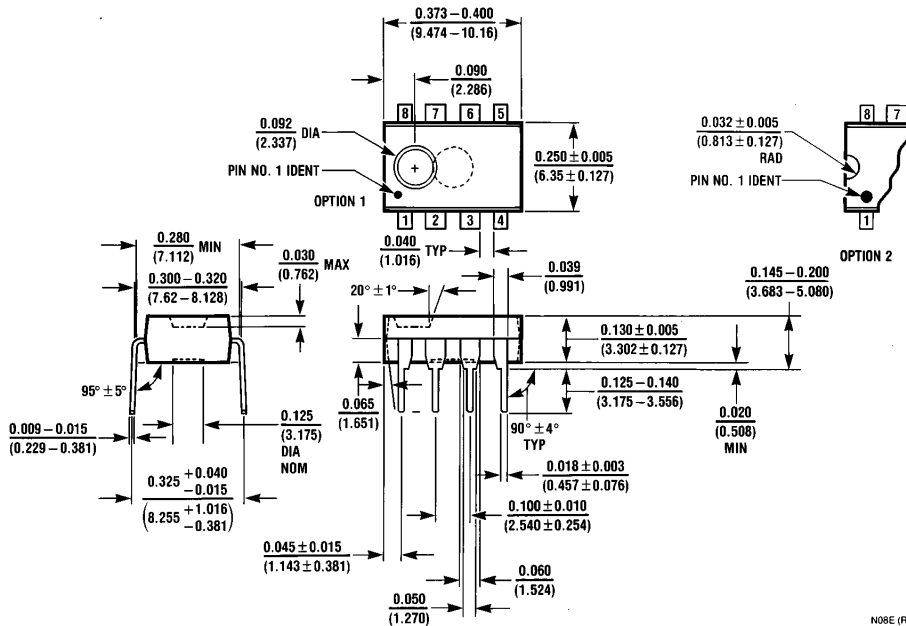 0.373 – 0.400
(9.474 – 10.16)
0.090
(2.286)
8 7 6 5
0.092 DIA
(2.337)
PIN NO. 1 IDENT
OPTION 1
1 2 3 4
0.250 ± 0.005
(6.35 ± 0.127)
0.032 ± 0.005
(0.813 ± 0.127)
RAD
PIN NO. 1 IDENT
8 7
1
OPTION 2
0.280 MIN
(7.112)
0.300 – 0.320
(7.62 – 8.128)
0.030 MAX
(0.762)
0.040 TYP
(1.016)
0.039
(0.991)
0.145 – 0.200
(3.683 – 5.080)
20° ± 1°
0.130 ± 0.005
(3.302 ± 0.127)
95° ± 5°
0.065
(1.651)
0.125 – 0.140
(3.175 – 3.556)
90° ± 4°
TYP
0.020
(0.508)
MIN
0.009 – 0.015
(0.229 – 0.381)
0.125
(3.175)
DIA
NOM
0.018 ± 0.003
(0.457 ± 0.076)
0.325 +0.040
–0.015
(8.255 +1.016
–0.381)
0.100 ± 0.010
(2.540 ± 0.254)
0.045 ± 0.015
(1.143 ± 0.381)
0.060
(1.524)
0.050
(1.270)
N08E (R